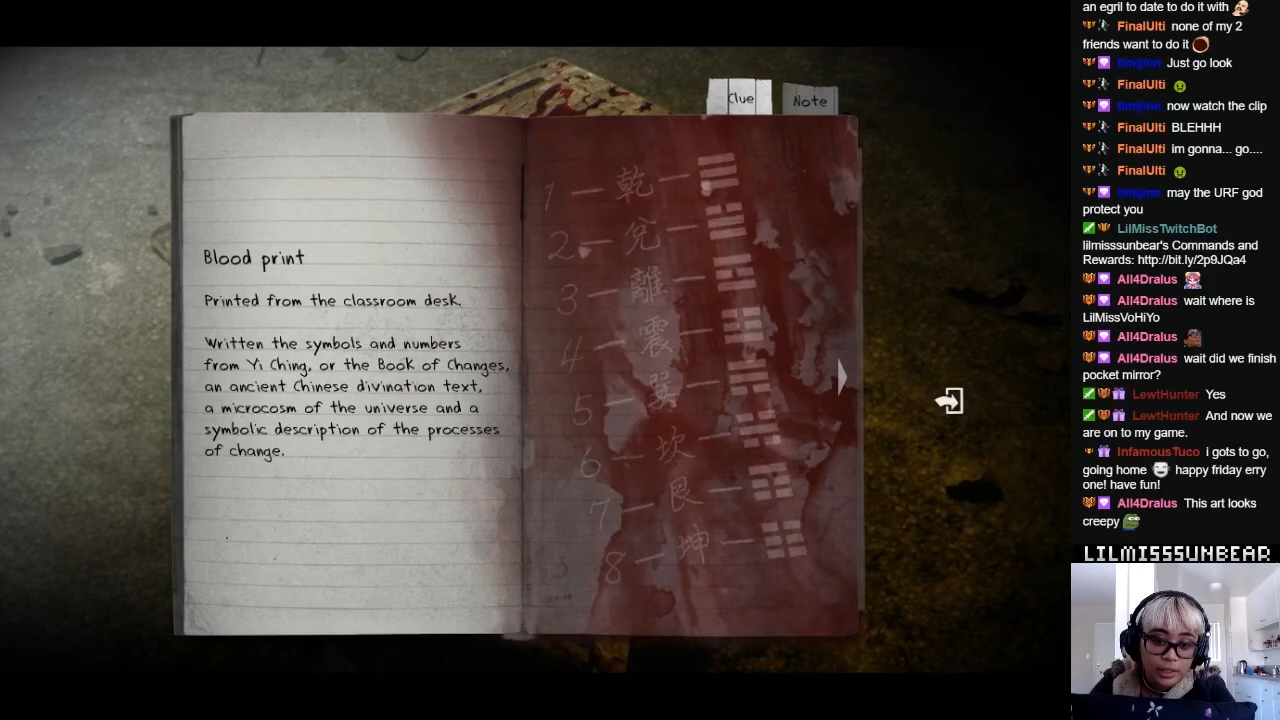 Clue
Note
Blood print
Printed from the classroom desk.
Written the symbols and numbers
from Yi Ching, or the Book of Changes,
an ancient Chinese divination text,
a microcosm of the universe and a
symbolic description of the processes
of change.
1 — 乾 — ☰
2 — 兌 — ☱
3 — 離 — ☲
4 — 震 — ☳
5 — 巽 — ☴
6 — 坎 — ☵
7 — 艮 — ☶
8 — 坤 — ☷
an egril to date to do it with
FinalUlti none of my 2
friends want to do it
Just go look
FinalUlti
now watch the clip
FinalUlti BLEHHH
FinalUlti im gonna... go....
FinalUlti
may the URF god
protect you
LilMissTwitchBot
lilmisssunbear's Commands and
Rewards: http://bit.ly/2p9JQa4
All4Dralus
All4Dralus wait where is
LilMissVoHiYo
All4Dralus
All4Dralus wait did we finish
pocket mirror?
LewtHunter Yes
LewtHunter And now we
are on to my game.
InfamousTuco i gots to go,
going home happy friday erry
one! have fun!
All4Dralus This art looks
creepy
LILMISSSUNBEAR